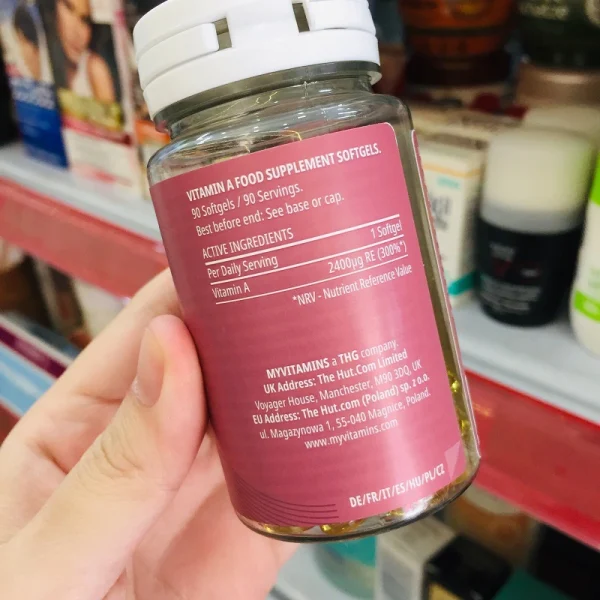 VITAMIN A FOOD SUPPLEMENT SOFTGELS.
90 Softgels / 90 Servings.
Best before end: See base or cap.
ACTIVE INGREDIENTS
Per Daily Serving 1 Softgel
Vitamin A 2400µg RE (300%*)
*NRV - Nutrient Reference Value
MYVITAMINS a THG company.
UK Address: The Hut.Com Limited
Voyager House, Manchester, M90 3DQ, UK
EU Address: The Hut.com (Poland) sp. z o.o.
ul. Magazynowa 1, 55-040 Magnice, Poland.
www.myvitamins.com
DE/FR/IT/ES/HU/PL/CZ